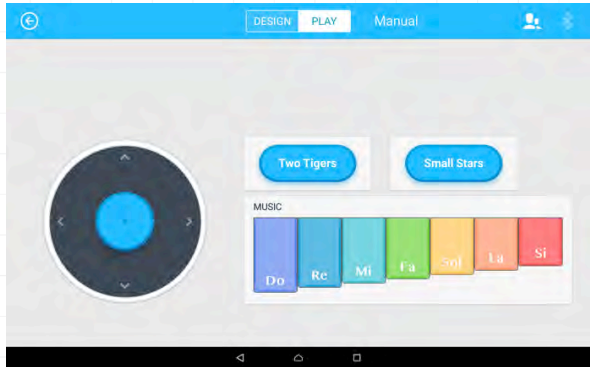 DESIGN PLAY Manual
Two Tigers Small Stars
MUSIC
Do Re Mi Fa Sol La Si